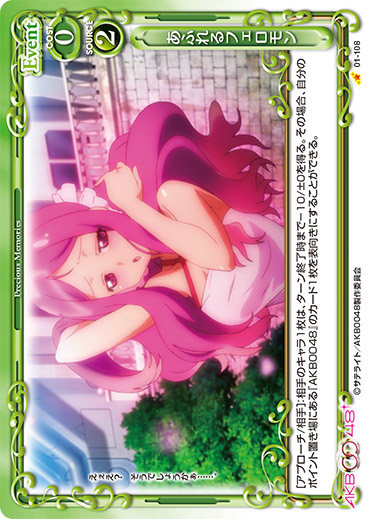 Event
COST
0
SOURCE
2
あふれるフェロモン
01-108
Precious Memories
えぇえ？　そうでしょうかぁ……。
[アプローチ/相手]:相手のキャラ1枚は、ターン終了時まで－10/±0を得る。その場合、自分の
ポイント置き場にある『AKB0048』のカード1枚を表向きにすることができる。
AKB0048
©サテライト/AKB0048製作委員会